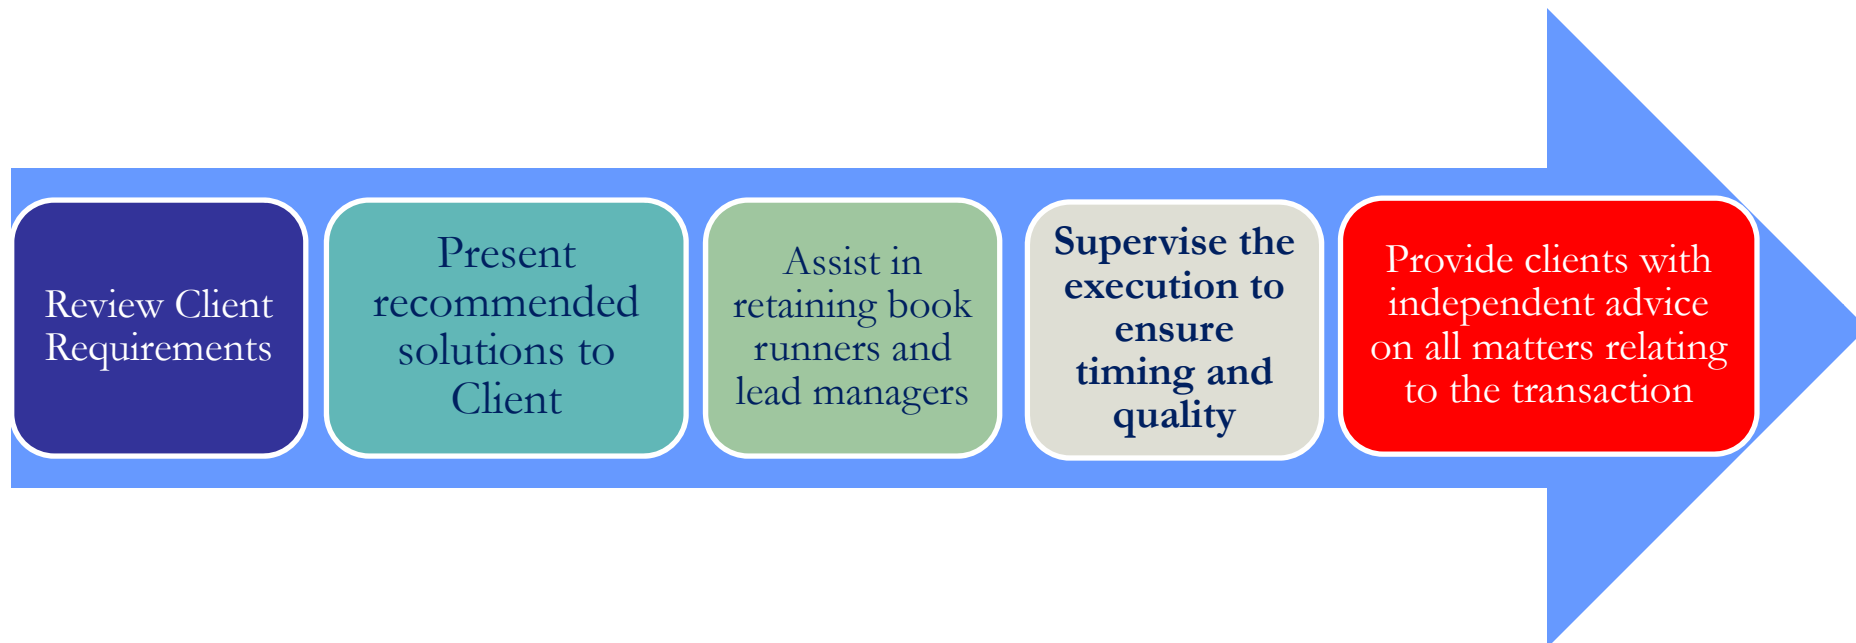 Review Client
Requirements
Present
recommended
solutions to
Client
Assist in
retaining book
runners and
lead managers
Supervise the
execution to
ensure
timing and
quality
Provide clients with
independent advice
on all matters relating
to the transaction